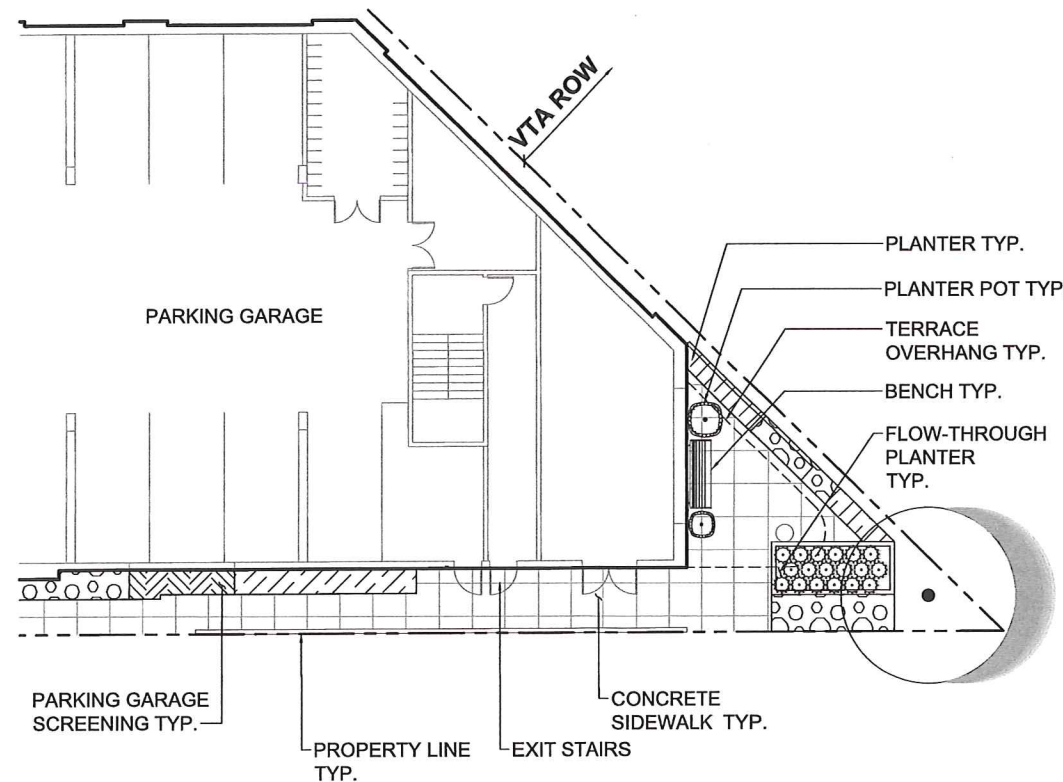 VTA ROW
PARKING GARAGE
PLANTER TYP.
PLANTER POT TYP
TERRACE
OVERHANG TYP.
BENCH TYP.
FLOW-THROUGH
PLANTER
TYP.
PARKING GARAGE
SCREENING TYP.
PROPERTY LINE
TYP.
EXIT STAIRS
CONCRETE
SIDEWALK TYP.